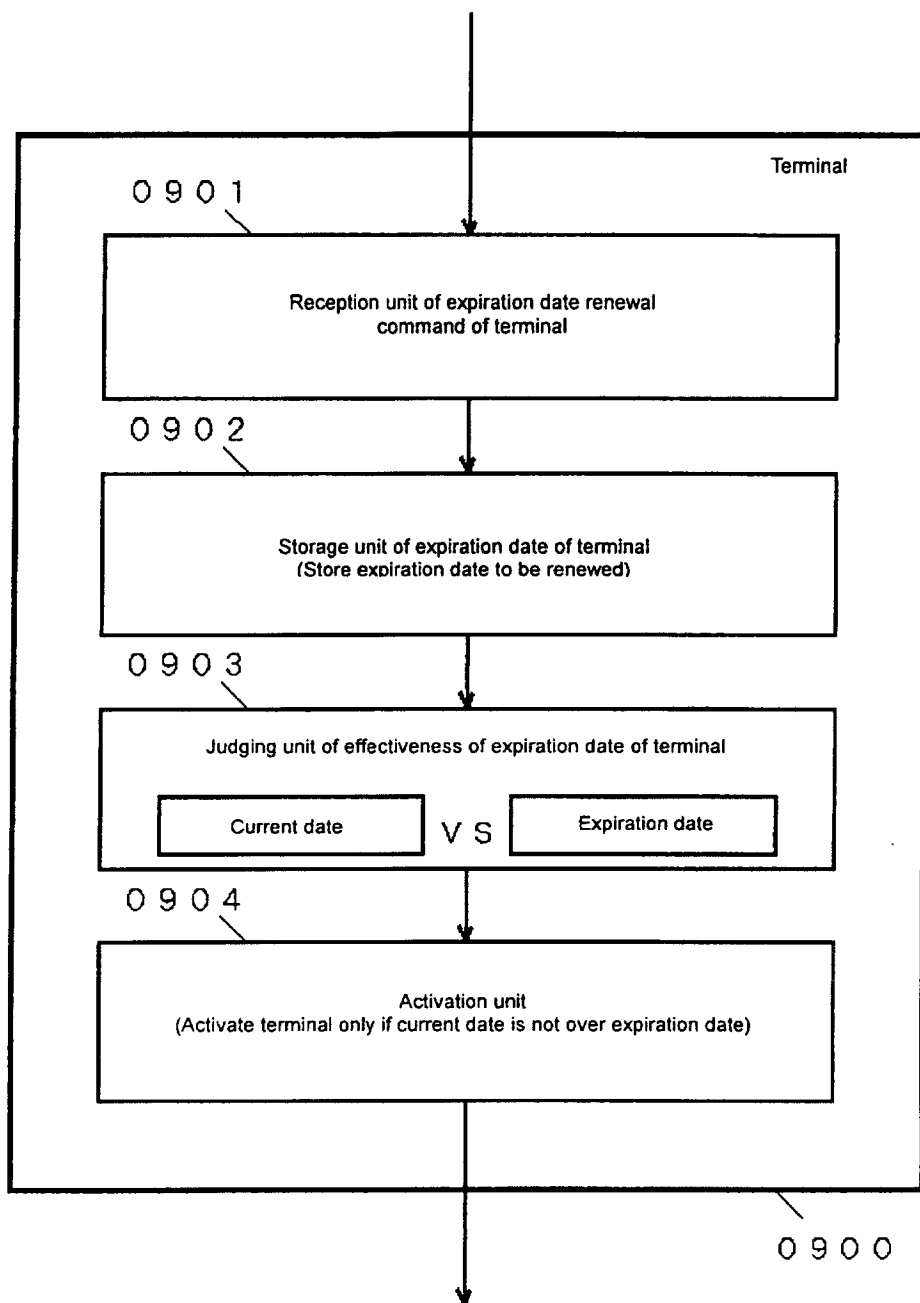 Terminal
0901
Reception unit of expiration date renewal
command of terminal
0902
Storage unit of expiration date of terminal
(Store expiration date to be renewed)
0903
Judging unit of effectiveness of expiration date of terminal
Current date VS Expiration date
0904
Activation unit
(Activate terminal only if current date is not over expiration date)
0900